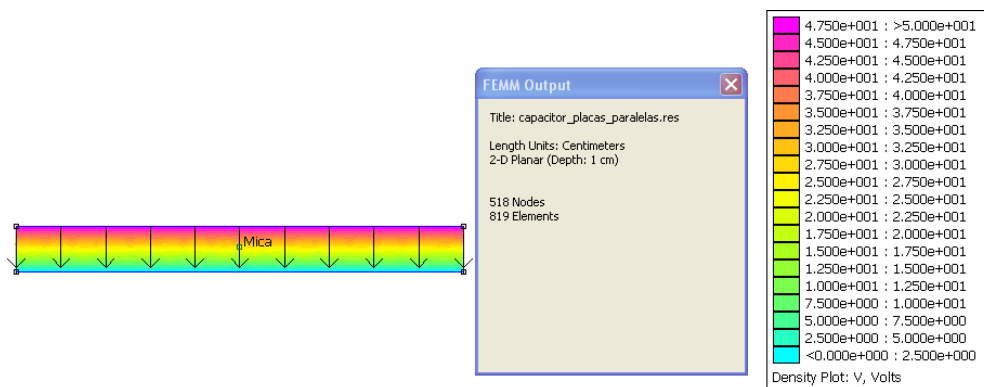 Mica
FEMM Output
Title: capacitor_placas_paralelas.res
Length Units: Centimeters
2-D Planar (Depth: 1 cm)
518 Nodes
819 Elements
4.750e+001 : >5.000e+001
4.500e+001 : 4.750e+001
4.250e+001 : 4.500e+001
4.000e+001 : 4.250e+001
3.750e+001 : 4.000e+001
3.500e+001 : 3.750e+001
3.250e+001 : 3.500e+001
3.000e+001 : 3.250e+001
2.750e+001 : 3.000e+001
2.500e+001 : 2.750e+001
2.250e+001 : 2.500e+001
2.000e+001 : 2.250e+001
1.750e+001 : 2.000e+001
1.500e+001 : 1.750e+001
1.250e+001 : 1.500e+001
1.000e+001 : 1.250e+001
7.500e+000 : 1.000e+001
5.000e+000 : 7.500e+000
2.500e+000 : 5.000e+000
<0.000e+000 : 2.500e+000
Density Plot: V, Volts